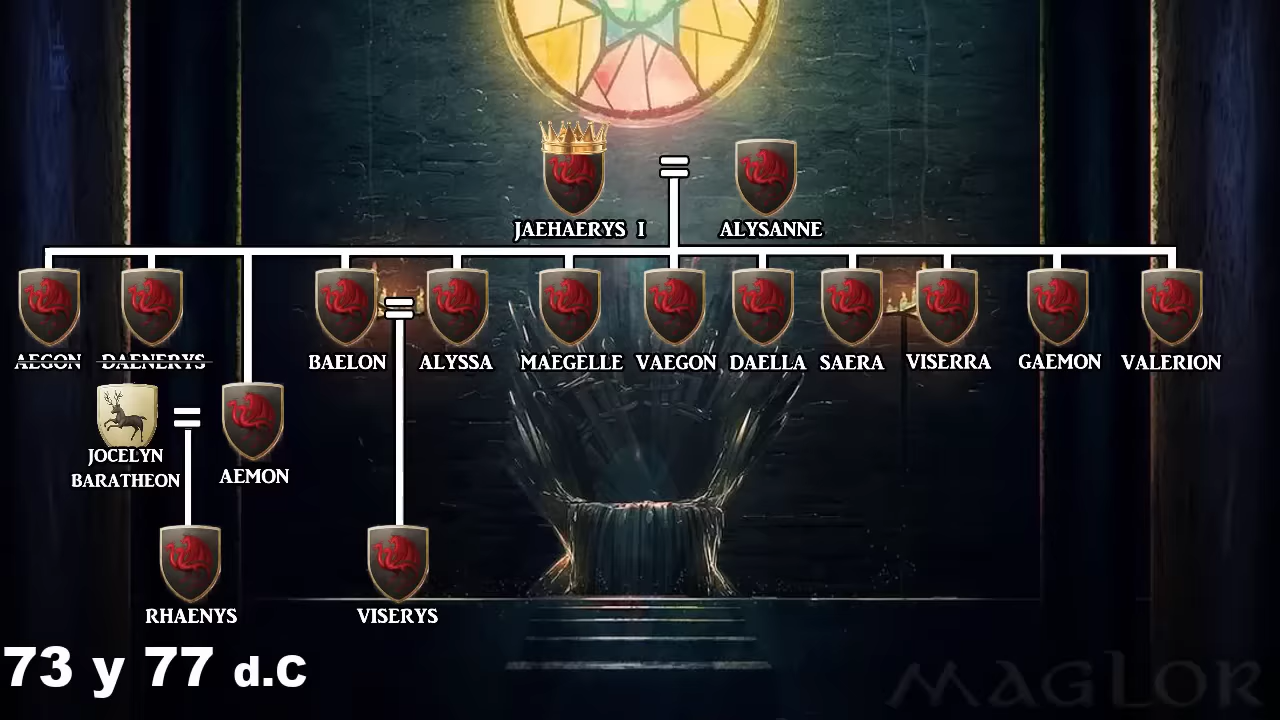 JAEHAERYS I
ALYSANNE
AEGON
DAENERYS
BAELON
ALYSSA
MAEGELLE
VAEGON
DAELLA
SAERA
VISERRA
GAEMON
VALERION
JOCELYN
BARATHEON
AEMON
RHAENYS
VISERYS
73 y 77 d.C
MAGLOR